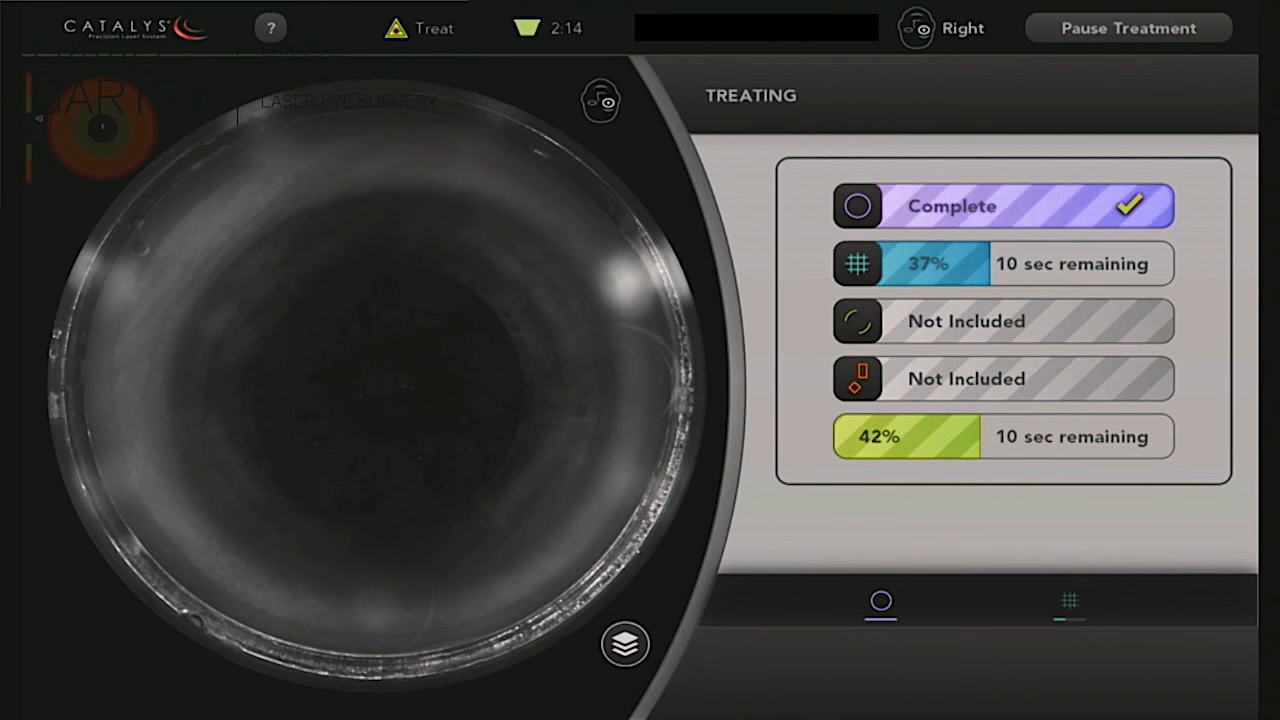 CATALYS
Precision Laser System
?
Treat
2:14
Right
Pause Treatment
LASER EYE SURGERY
TREATING
Complete
37% 10 sec remaining
Not Included
Not Included
42% 10 sec remaining